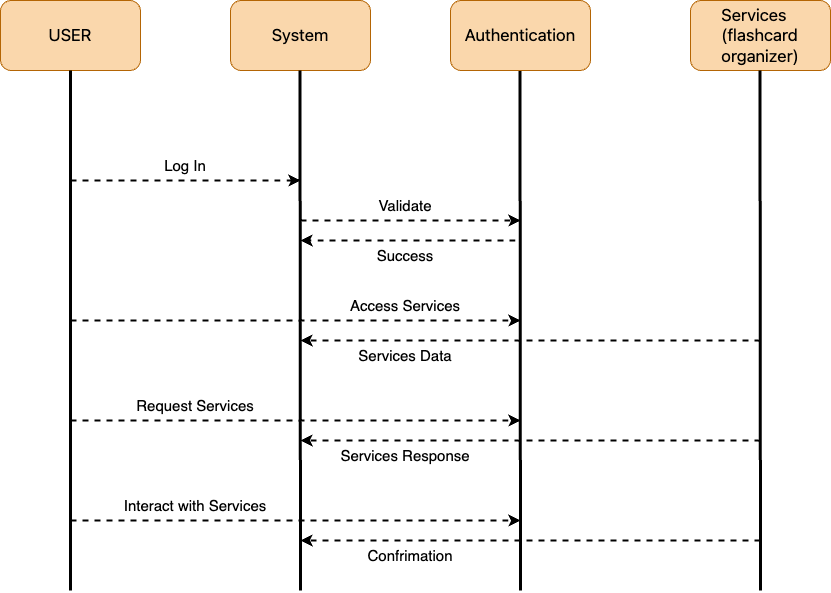 USER
System
Authentication
Services
(flashcard
organizer)
Log In
Validate
Success
Access Services
Services Data
Request Services
Services Response
Interact with Services
Confrimation